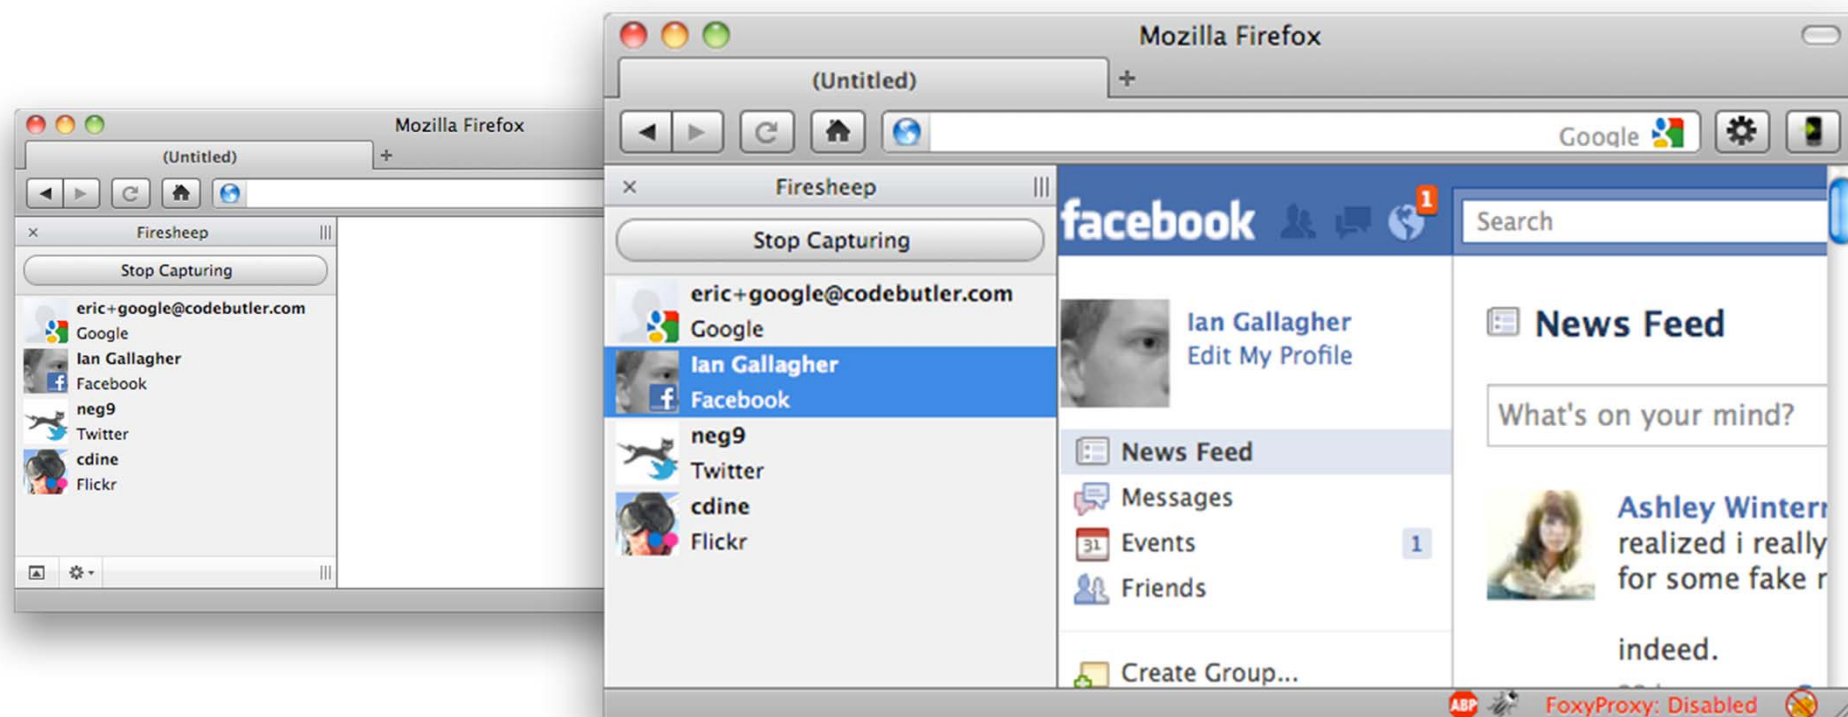 Mozilla Firefox
(Untitled)
Firesheep
Stop Capturing
eric+google@codebutler.com
Google
Ian Gallagher
Facebook
neg9
Twitter
cdine
Flickr
Mozilla Firefox
(Untitled)
Google
Firesheep
Stop Capturing
eric+google@codebutler.com
Google
Ian Gallagher
Facebook
neg9
Twitter
cdine
Flickr
facebook
1
Search
Ian Gallagher
Edit My Profile
News Feed
Messages
31
Events 1
Friends
Create Group...
News Feed
What's on your mind?
Ashley
realized i really
for some fake
indeed.
ABP
FoxyProxy: Disabled